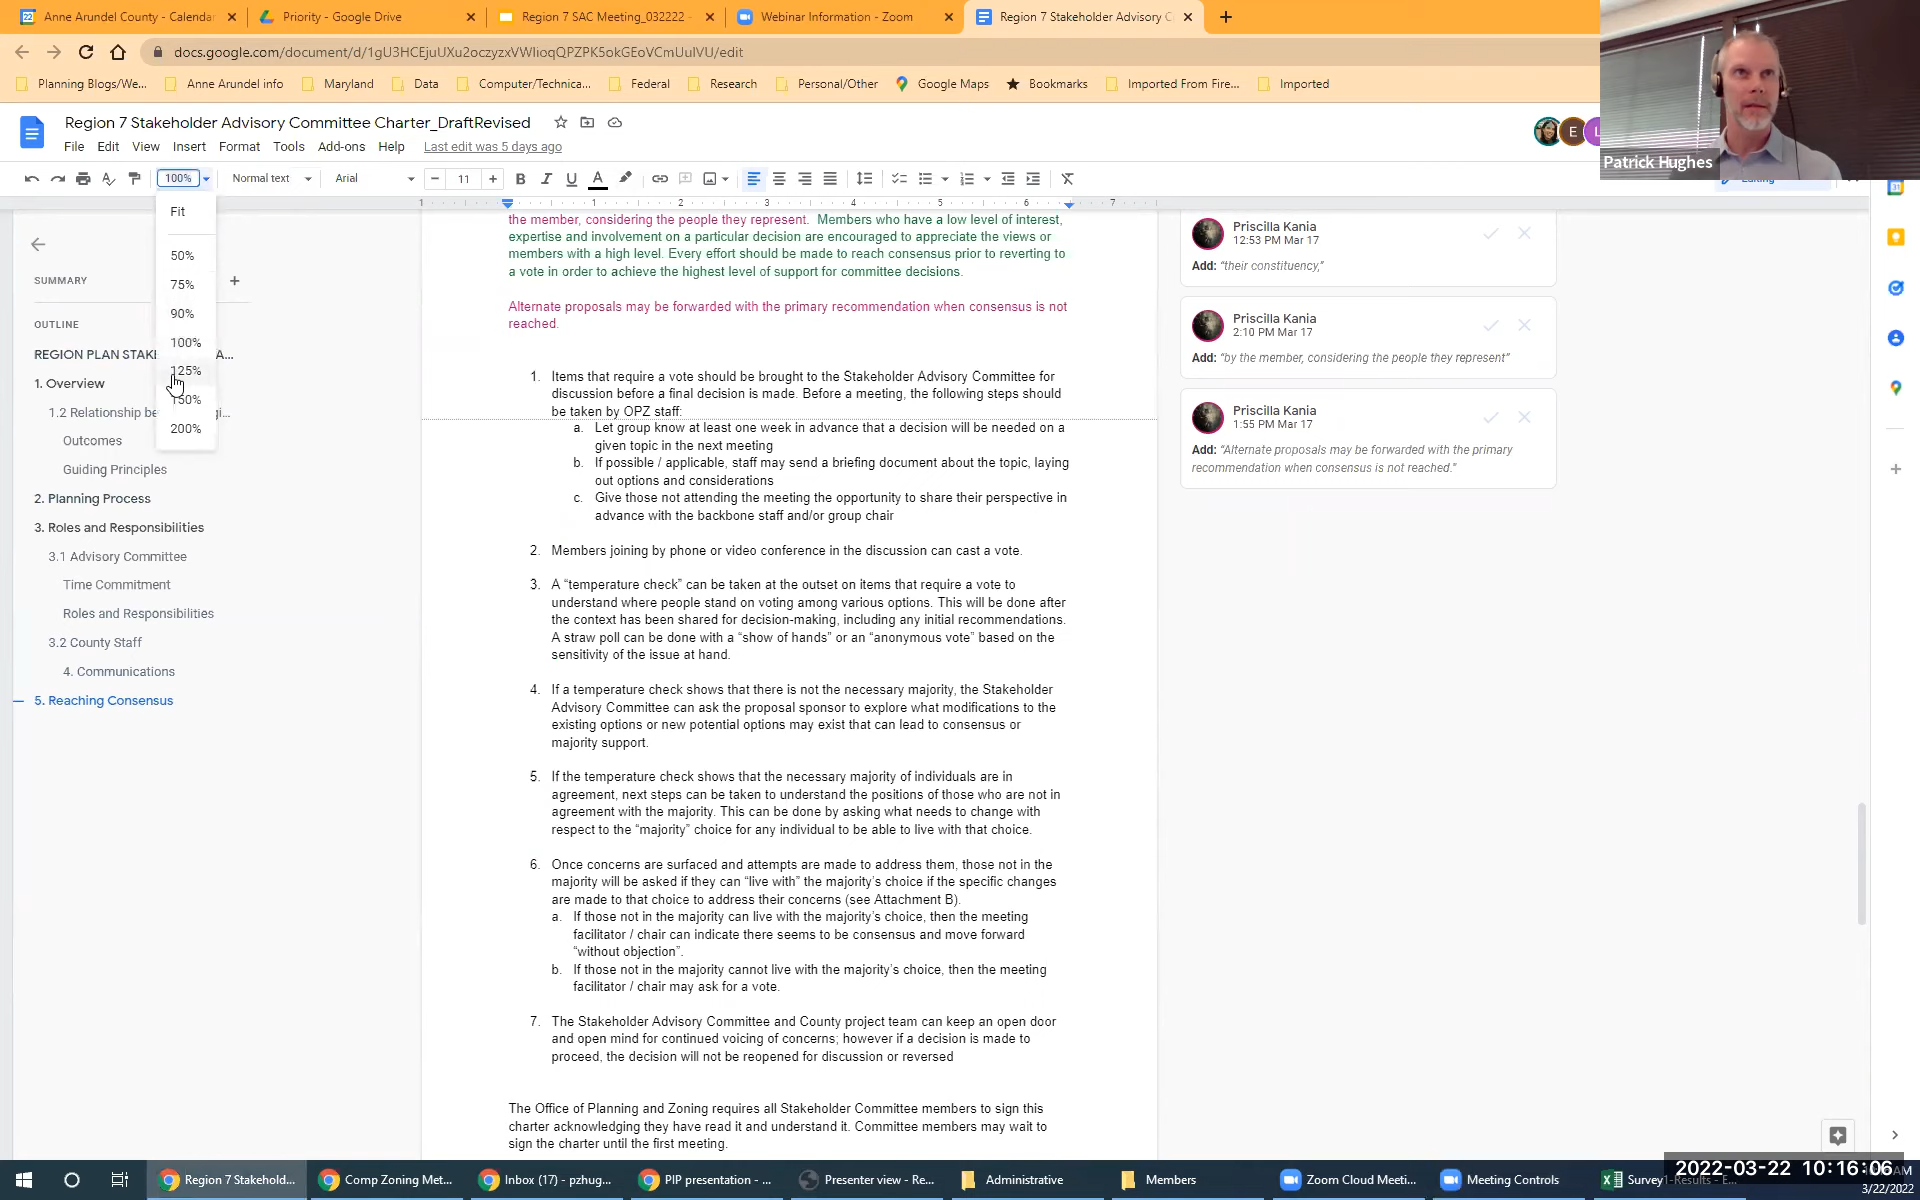 Anne Arundel County - Calenda
Priority - Google Drive
Region 7 SAC Meeting_032222 -
Webinar Information - Zoom
Region 7 Stakeholder Advisory C
docs.google.com/document/d/1gU3HCEjuUXu2oczyzxVWIioqQPZPK5okGEoVCmUuIVU/edit
Planning Blogs/We...
Anne Arundel info
Maryland
Data
Computer/Technica...
Federal
Research
Personal/Other
Google Maps
Bookmarks
Imported From Fire...
Imported
Patrick Hughes
Region 7 Stakeholder Advisory Committee Charter_DraftRevised
File Edit View Insert Format Tools Add-ons Help Last edit was 5 days ago
E L
100% Normal text Arial 11
Fit
50%
75%
90%
100%
125%
150%
200%
SUMMARY
OUTLINE
REGION PLAN STAKE A...
1. Overview
1.2 Relationship be gi...
Outcomes
Guiding Principles
2. Planning Process
3. Roles and Responsibilities
3.1 Advisory Committee
Time Commitment
Roles and Responsibilities
3.2 County Staff
4. Communications
5. Reaching Consensus
1 1 2 3 4 5 6 7
the member, considering the people they represent. Members who have a low level of interest,
expertise and involvement on a particular decision are encouraged to appreciate the views or
members with a high level. Every effort should be made to reach consensus prior to reverting to
a vote in order to achieve the highest level of support for committee decisions.
Alternate proposals may be forwarded with the primary recommendation when consensus is not
reached.
1. Items that require a vote should be brought to the Stakeholder Advisory Committee for
discussion before a final decision is made. Before a meeting, the following steps should
be taken by OPZ staff:
a. Let group know at least one week in advance that a decision will be needed on a
given topic in the next meeting
b. If possible / applicable, staff may send a briefing document about the topic, laying
out options and considerations
c. Give those not attending the meeting the opportunity to share their perspective in
advance with the backbone staff and/or group chair
2. Members joining by phone or video conference in the discussion can cast a vote.
3. A “temperature check” can be taken at the outset on items that require a vote to
understand where people stand on voting among various options. This will be done after
the context has been shared for decision-making, including any initial recommendations.
A straw poll can be done with a “show of hands” or an “anonymous vote” based on the
sensitivity of the issue at hand.
4. If a temperature check shows that there is not the necessary majority, the Stakeholder
Advisory Committee can ask the proposal sponsor to explore what modifications to the
existing options or new potential options may exist that can lead to consensus or
majority support.
5. If the temperature check shows that the necessary majority of individuals are in
agreement, next steps can be taken to understand the positions of those who are not in
agreement with the majority. This can be done by asking what needs to change with
respect to the “majority” choice for any individual to be able to live with that choice.
6. Once concerns are surfaced and attempts are made to address them, those not in the
majority will be asked if they can “live with” the majority’s choice if the specific changes
are made to that choice to address their concerns (see Attachment B).
a. If those not in the majority can live with the majority’s choice, then the meeting
facilitator / chair can indicate there seems to be consensus and move forward
“without objection”.
b. If those not in the majority cannot live with the majority’s choice, then the meeting
facilitator / chair may ask for a vote.
7. The Stakeholder Advisory Committee and County project team can keep an open door
and open mind for continued voicing of concerns; however if a decision is made to
proceed, the decision will not be reopened for discussion or reversed
The Office of Planning and Zoning requires all Stakeholder Committee members to sign this
charter acknowledging they have read it and understand it. Committee members may wait to
sign the charter until the first meeting.
Priscilla Kania
12:53 PM Mar 17
Add: “their constituency,”
Priscilla Kania
2:10 PM Mar 17
Add: “by the member, considering the people they represent”
Priscilla Kania
1:55 PM Mar 17
Add: “Alternate proposals may be forwarded with the primary
recommendation when consensus is not reached.”
Region 7 Stakehold...
Comp Zoning Met...
Inbox (17) - pzhug...
PIP presentation - ...
Presenter view - Re...
Administrative
Members
Zoom Cloud Meeti...
Meeting Controls
Survey
2022-03-22 10:16:06
3/22/2022